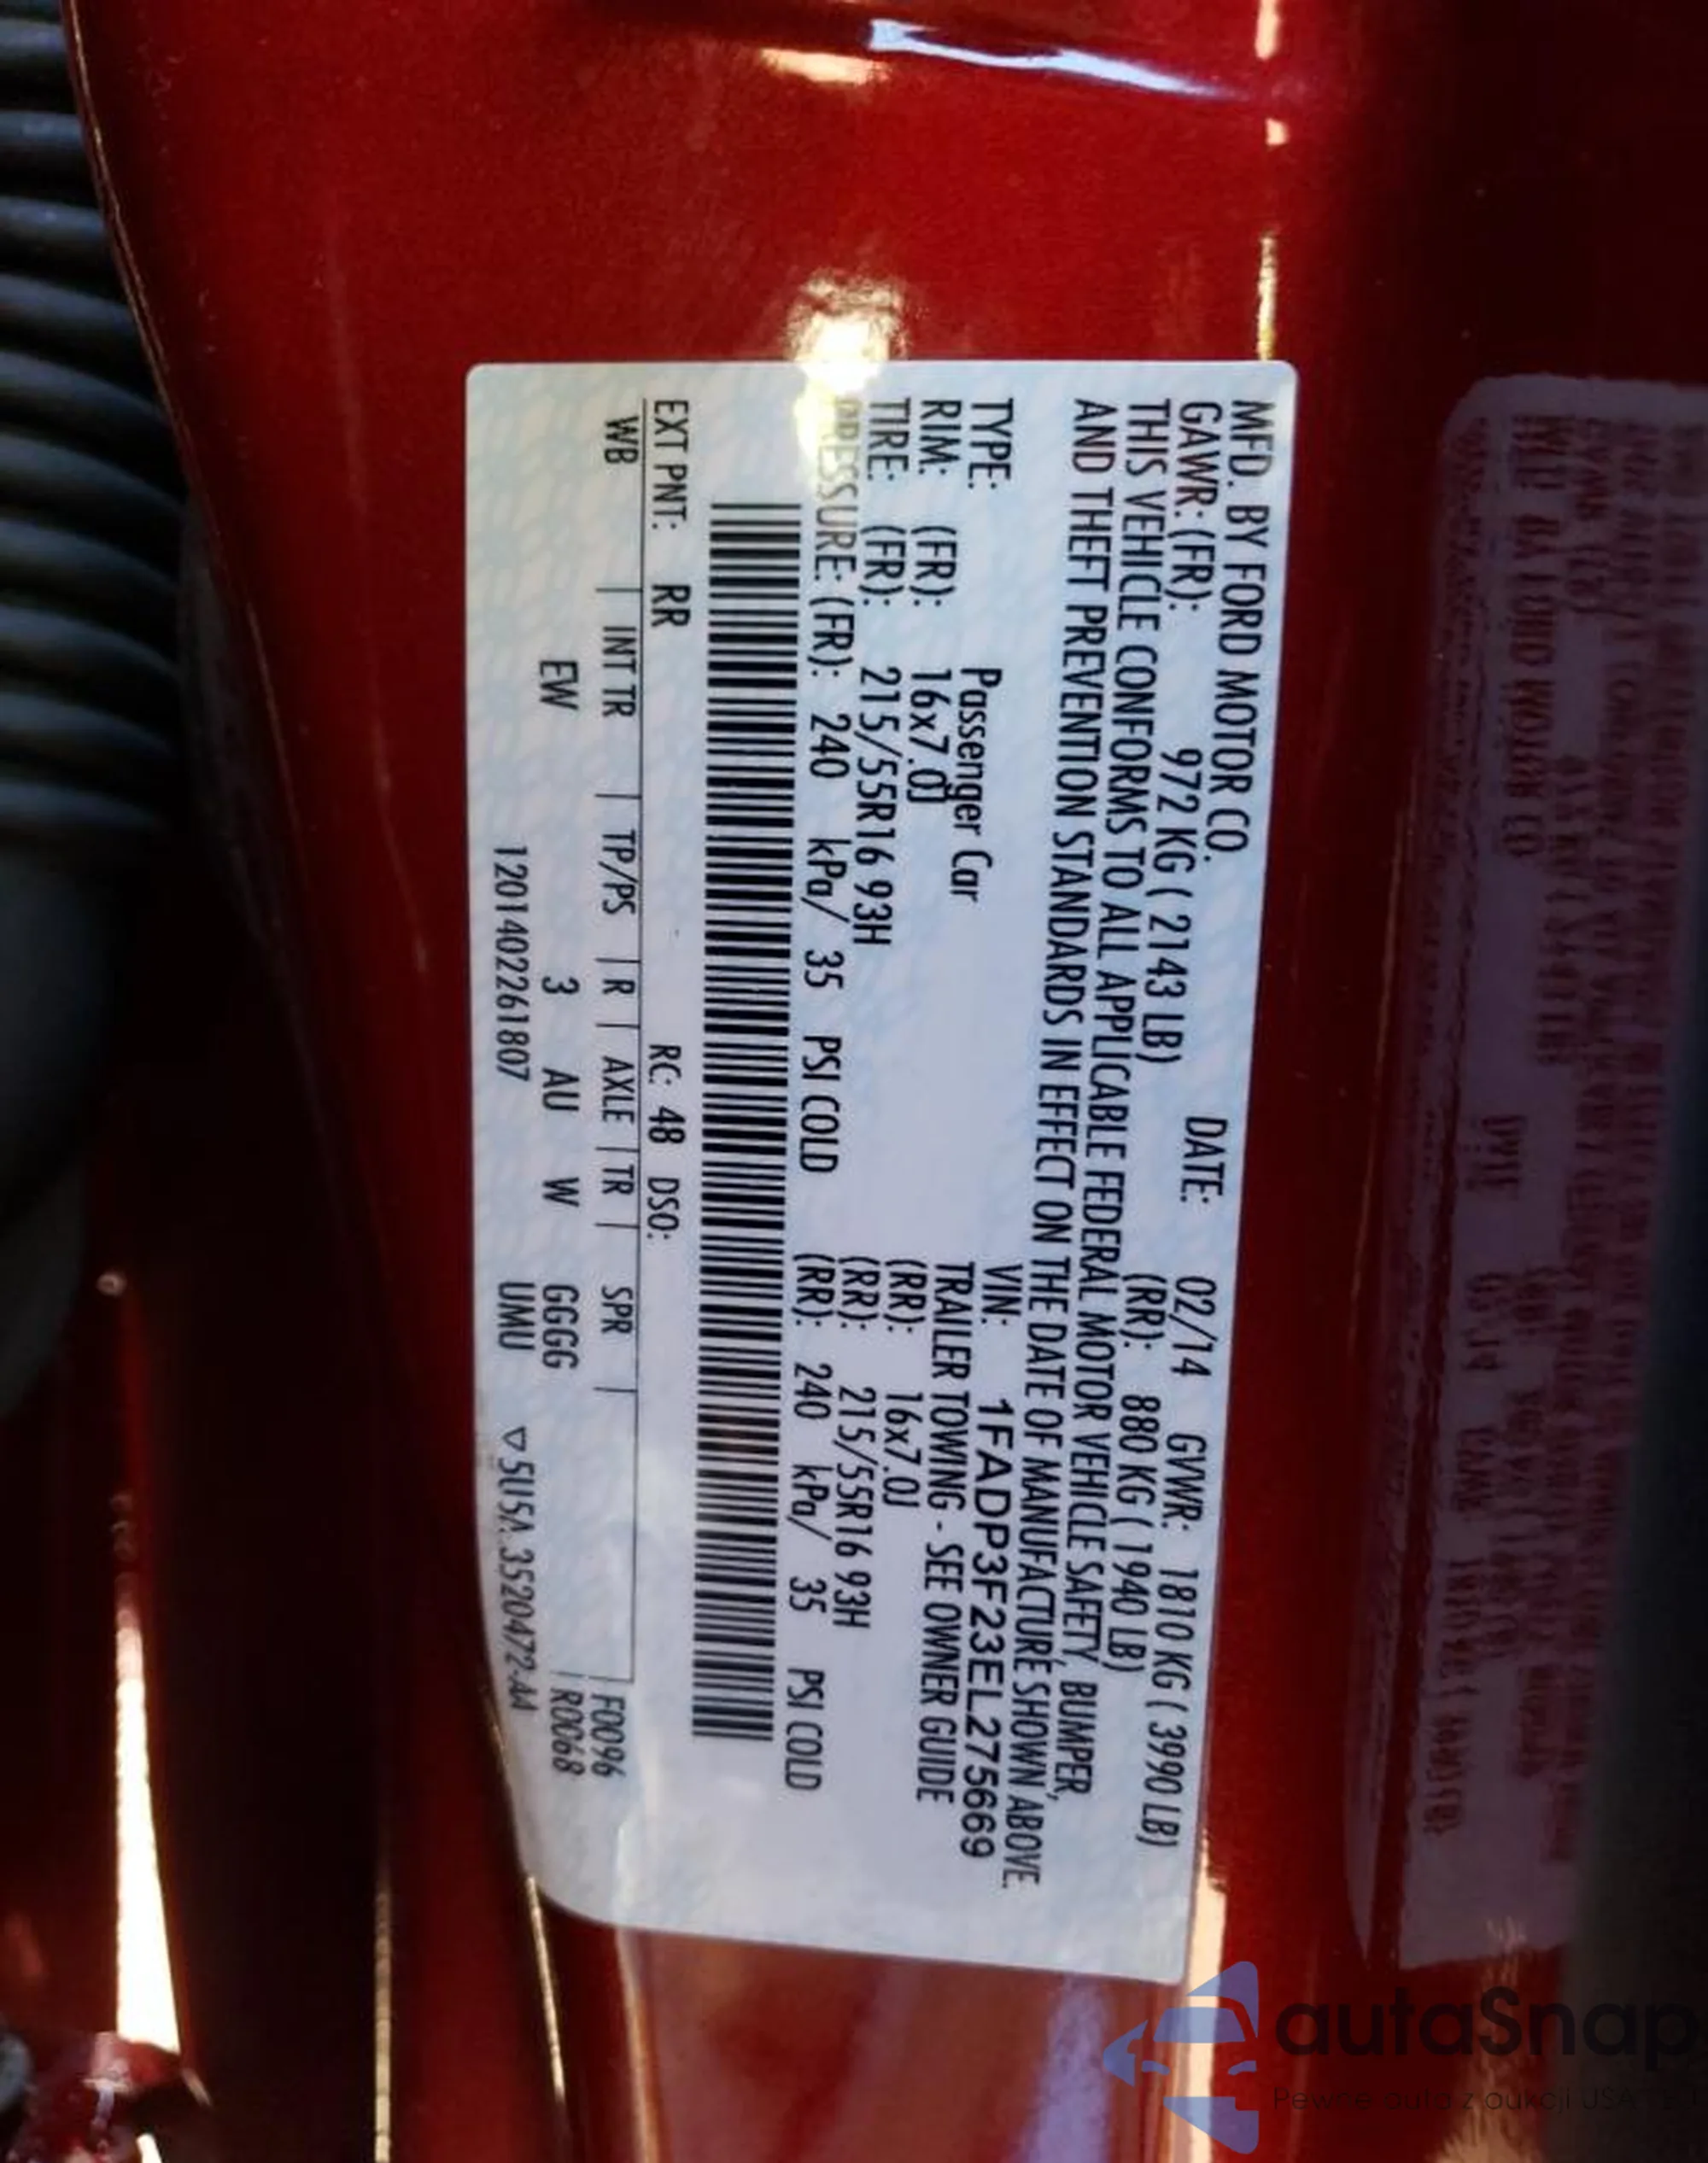 MFD. BY FORD MOTOR CO.
DATE: 02/14 GVWR: 1810 KG ( 3990 LB)
GAWR: (FR): 972 KG ( 2143 LB) (RR): 880 KG ( 1940 LB)
THIS VEHICLE CONFORMS TO ALL APPLICABLE FEDERAL MOTOR VEHICLE SAFETY, BUMPER,
AND THEFT PREVENTION STANDARDS IN EFFECT ON THE DATE OF MANUFACTURE SHOWN ABOVE.
VIN: 1FADP3F23EL275669
TYPE: Passenger Car TRAILER TOWING - SEE OWNER GUIDE
RIM: (FR): 16x7.0J (RR): 16x7.0J
TIRE: (FR): 215/55R16 93H (RR): 215/55R16 93H
PRESSURE: (FR): 240 kPa/ 35 PSI COLD (RR): 240 kPa/ 35 PSI COLD
EXT PNT: RR RC: 48 DSO:
WB | INT TR | TP/PS | R | AXLE | TR | SPR | F0096
EW 3 AU W GGGG | R0068
1201402261807 UMU
autaSnap
Pewne auta z aukcji USA